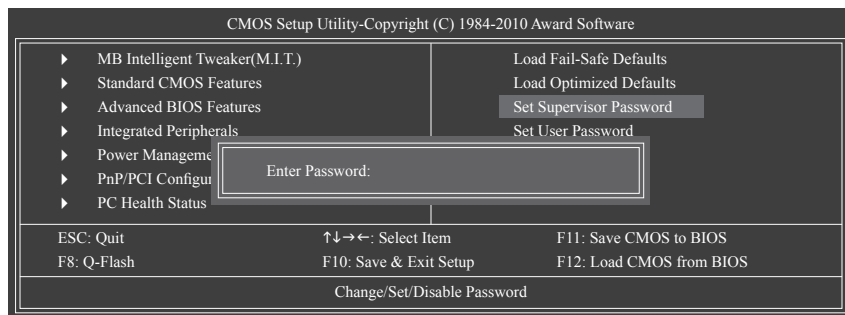 CMOS Setup Utility-Copyright (C) 1984-2010 Award Software
MB Intelligent Tweaker(M.I.T.)
Standard CMOS Features
Advanced BIOS Features
Integrated Peripherals
Power Manageme
PnP/PCI Configur
PC Health Status
Load Fail-Safe Defaults
Load Optimized Defaults
Set Supervisor Password
Set User Password
Enter Password:
ESC: Quit ↑↓→←: Select Item F11: Save CMOS to BIOS
F8: Q-Flash F10: Save & Exit Setup F12: Load CMOS from BIOS
Change/Set/Disable Password